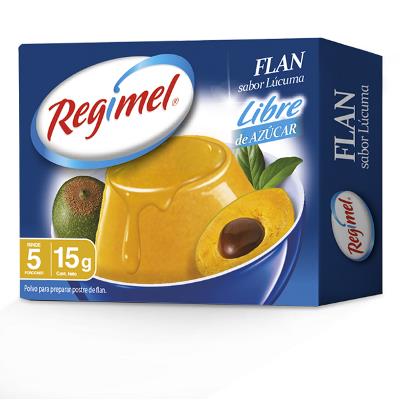 Regimel®
FLAN
sabor Lúcuma
Libre
de AZÚCAR
RINDE
5
PORCIONES
15g
Cont. Neto
Polvo para preparar postre de flan.
FLAN
sabor Lúcuma
Regimel